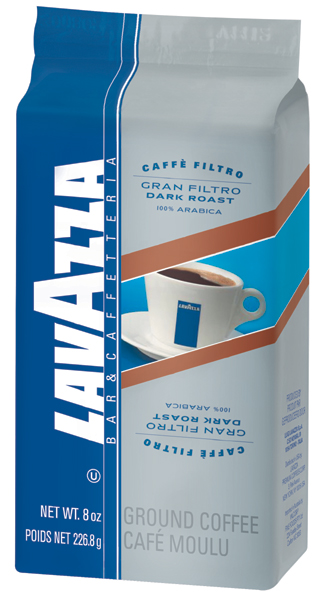 LAVAZZA
BAR & CAFFETTERIA
CAFFÈ FILTRO
GRAN FILTRO
DARK ROAST
100% ARABICA
LAVAZZA
100% ARABICA
DARK ROAST
GRAN FILTRO
CAFFÈ FILTRO
U
NET WT. 8 oz
POIDS NET 226.8 g
GROUND COFFEE
CAFÉ MOULU